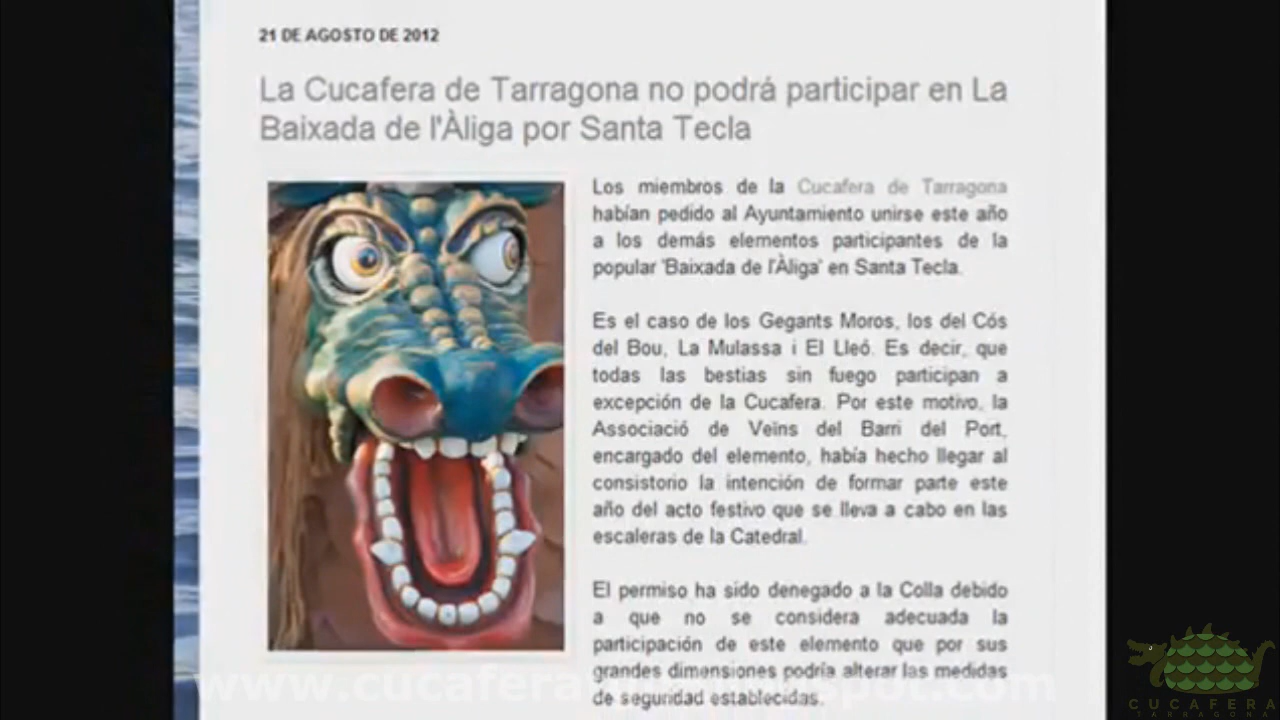 21 DE AGOSTO DE 2012
La Cucafera de Tarragona no podrá participar en La
Baixada de l'Àliga por Santa Tecla
Los miembros de la Cucafera de Tarragona
habían pedido al Ayuntamiento unirse este año
a los demás elementos participantes de la
popular 'Baixada de l'Àliga' en Santa Tecla.
Es el caso de los Gegants Moros, los del Cós
del Bou, La Mulassa i El Lleó. Es decir, que
todas las bestias sin fuego participan a
excepción de la Cucafera. Por este motivo, la
Associació de Veïns del Barri del Port,
encargado del elemento, había hecho llegar al
consistorio la intención de formar parte este
año del acto festivo que se lleva a cabo en las
escaleras de la Catedral.
El permiso ha sido denegado a la Colla debido
a que no se considera adecuada la
participación de este elemento que por sus
grandes dimensiones podría alterar las medidas
de seguridad establecidas.
CUCAFERA
TARRAGONA